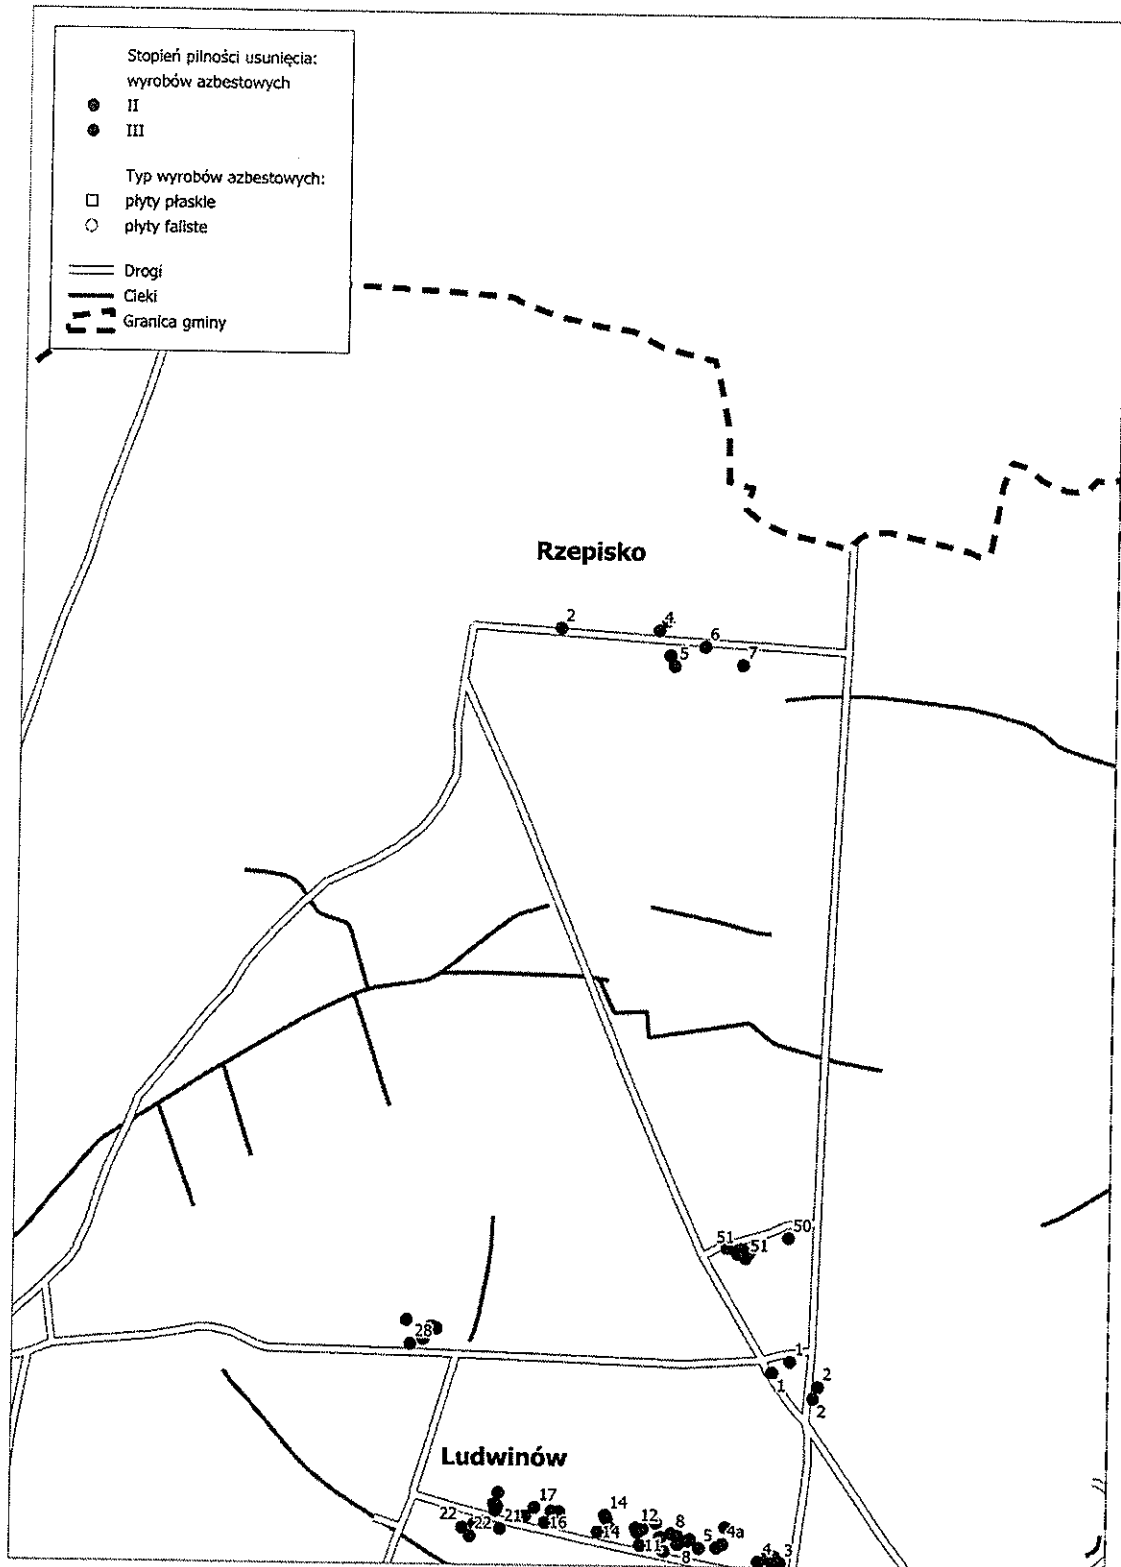 Stopień pilności usunięcia:
wyrobów azbestowych
II
III
Typ wyrobów azbestowych:
płyty płaskie
płyty faliste
Drogi
Cieki
Granica gminy
Rzepisko
2
4
6
5
7
50
51
51
28
1
1
2
2
Ludwinów
17
14
22
22
21
16
14
12
11
8
8
5
4a
4
3